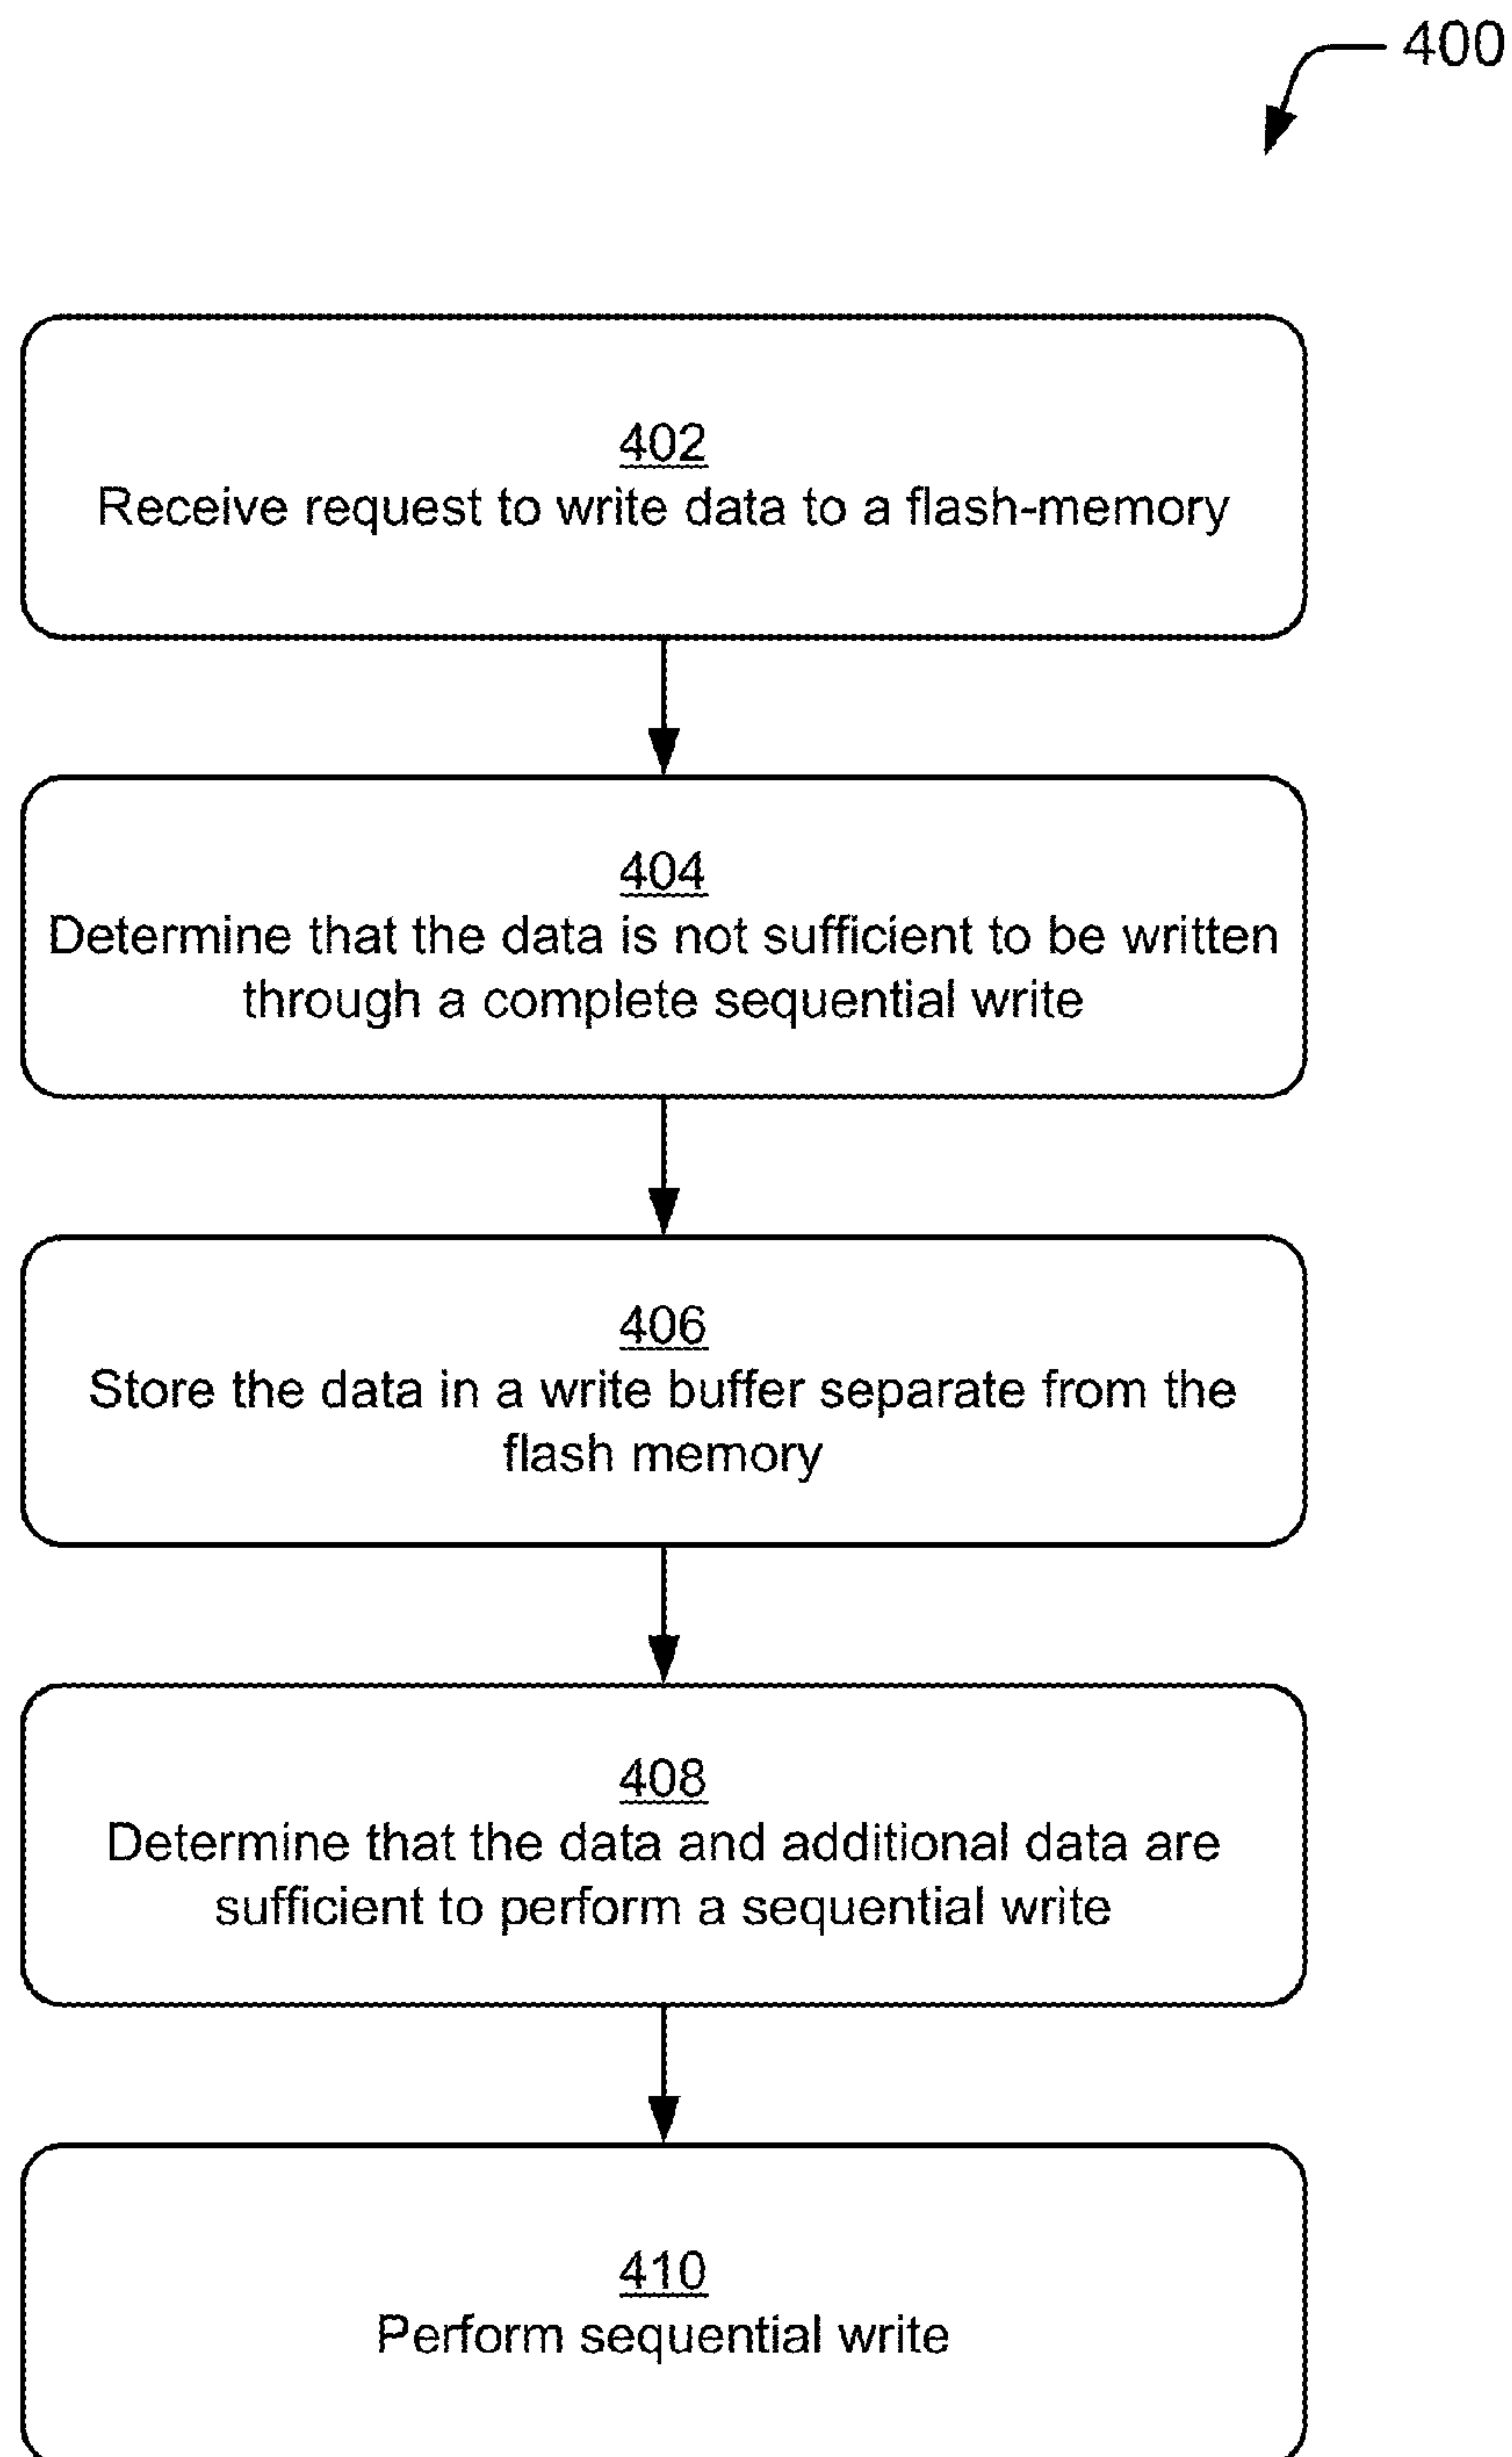 400
402
Receive request to write data to a flash-memory
404
Determine that the data is not sufficient to be written
through a complete sequential write
406
Store the data in a write buffer separate from the
flash memory
408
Determine that the data and additional data are
sufficient to perform a sequential write
410
Perform sequential write